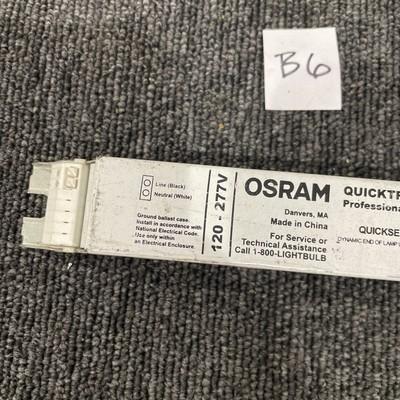 B6
Line (Black)
Neutral (White)
Ground ballast case.
Install in accordance with
National Electrical Code.
Use only within
an Electrical Enclosure.
120 - 277V
OSRAM
Danvers, MA
Made in China
For Service or
Technical Assistance
Call 1-800-LIGHTBULB
QUICKT
Professional
QUICKSE
DYNAMIC END OF LAMP